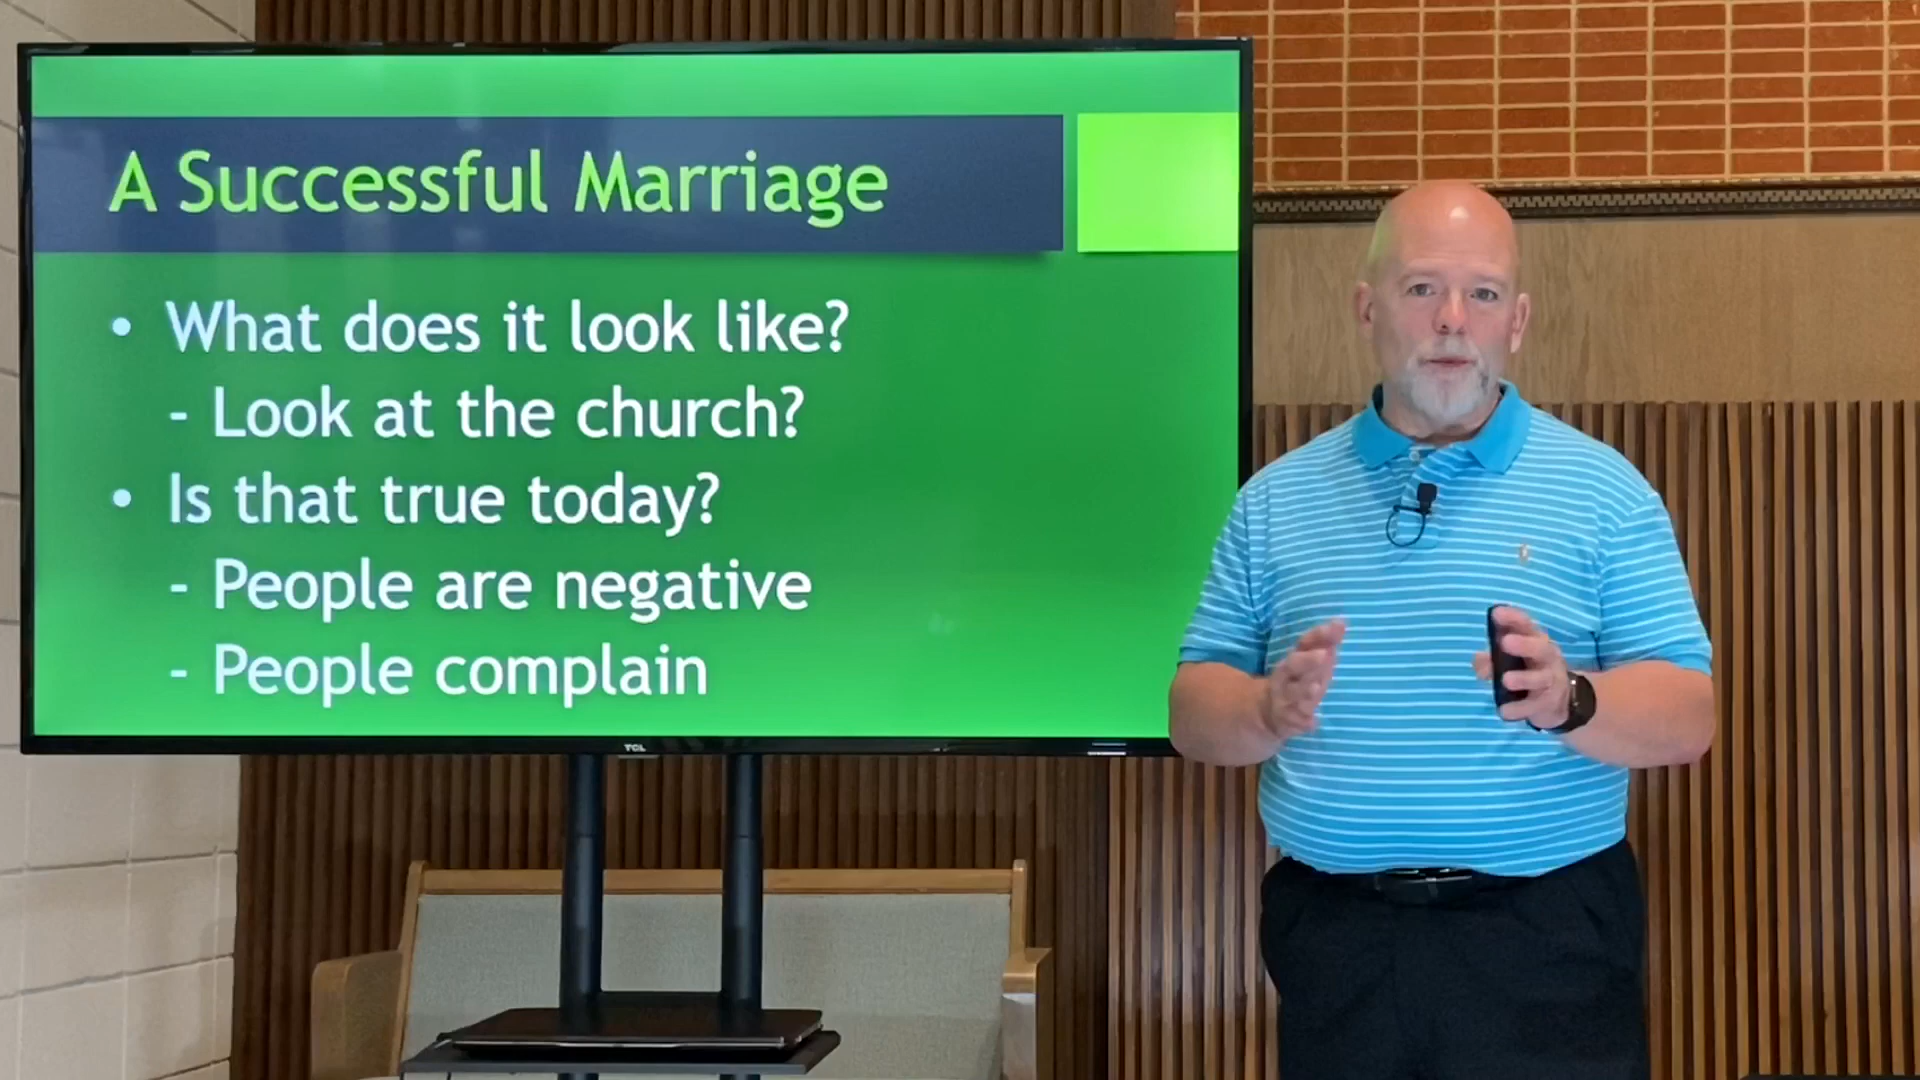 A Successful Marriage
• What does it look like?
- Look at the church?
• Is that true today?
- People are negative
- People complain
TCL